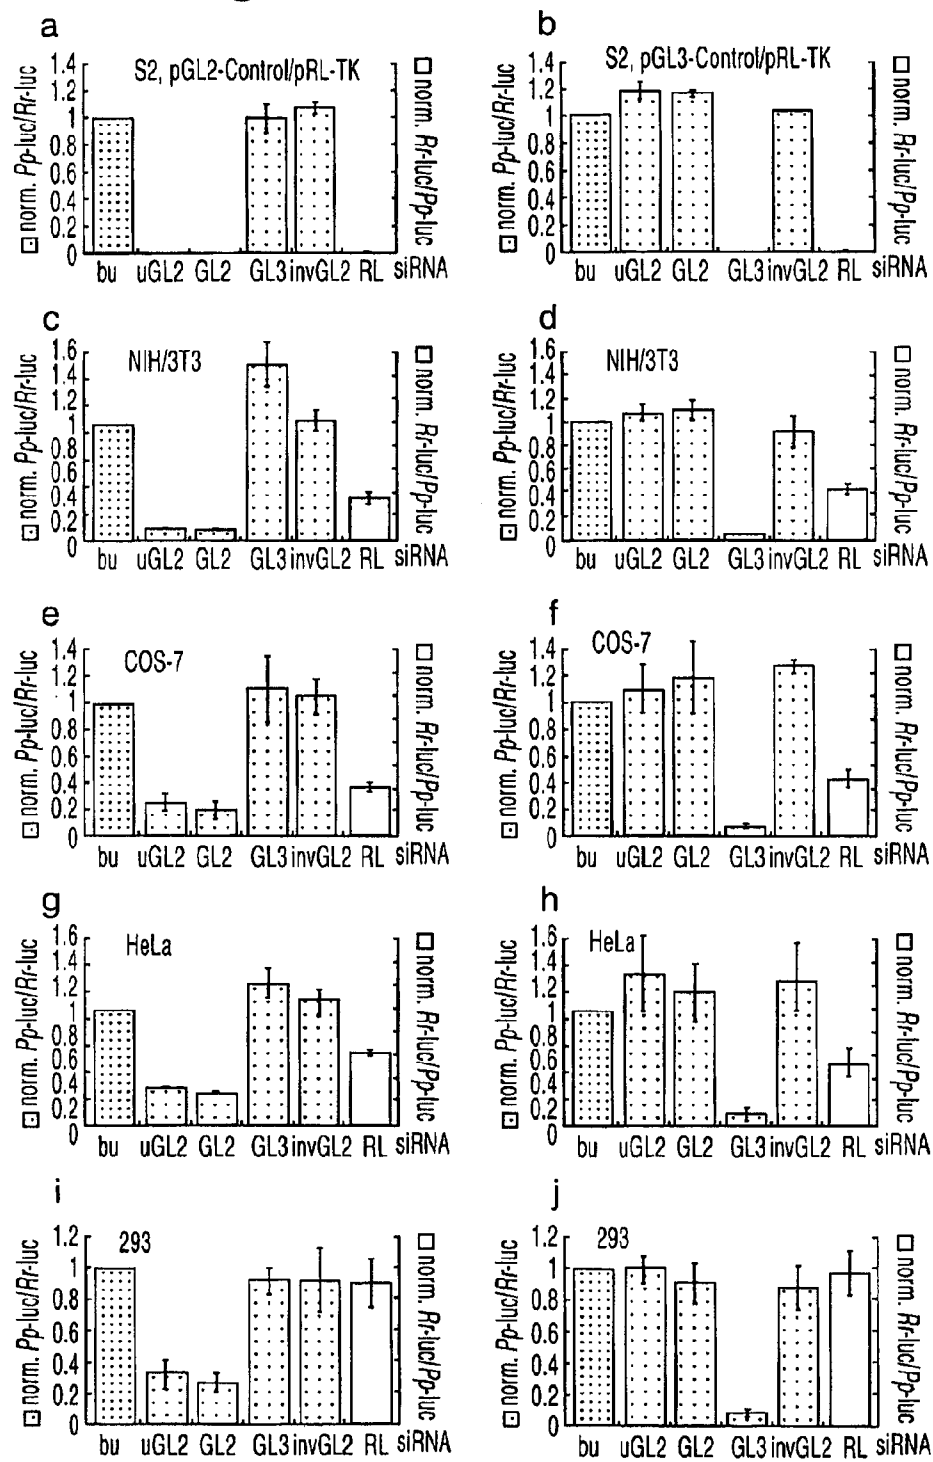 a
S2, pGL2-Control/pRL-TK
norm. Pp-luc/Rr-luc
1.4
1.2
1
0.8
0.6
0.4
0.2
0
norm. Rr-luc/Pp-luc
bu uGL2 GL2 GL3 invGL2 RL siRNA
b
S2, pGL3-Control/pRL-TK
norm. Pp-luc/Rr-luc
1.4
1.2
1
0.8
0.6
0.4
0.2
0
norm. Rr-luc/Pp-luc
bu uGL2 GL2 GL3 invGL2 RL siRNA
c
NIH/3T3
norm. Pp-luc/Rr-luc
1.6
1.4
1.2
1
0.8
0.6
0.4
0.2
0
norm. Rr-luc/Pp-luc
bu uGL2 GL2 GL3 invGL2 RL siRNA
d
NIH/3T3
norm. Pp-luc/Rr-luc
1.6
1.4
1.2
1
0.8
0.6
0.4
0.2
0
norm. Rr-luc/Pp-luc
bu uGL2 GL2 GL3 invGL2 RL siRNA
e
COS-7
norm. Pp-luc/Rr-luc
1.4
1.2
1
0.8
0.6
0.4
0.2
0
norm. Rr-luc/Pp-luc
bu uGL2 GL2 GL3 invGL2 RL siRNA
f
COS-7
norm. Pp-luc/Rr-luc
1.4
1.2
1
0.8
0.6
0.4
0.2
0
norm. Rr-luc/Pp-luc
bu uGL2 GL2 GL3 invGL2 RL siRNA
g
HeLa
norm. Pp-luc/Rr-luc
1.6
1.4
1.2
1
0.8
0.6
0.4
0.2
0
norm. Rr-luc/Pp-luc
bu uGL2 GL2 GL3 invGL2 RL siRNA
h
HeLa
norm. Pp-luc/Rr-luc
1.6
1.4
1.2
1
0.8
0.6
0.4
0.2
0
norm. Rr-luc/Pp-luc
bu uGL2 GL2 GL3 invGL2 RL siRNA
i
293
norm. Pp-luc/Rr-luc
1.2
1
0.8
0.6
0.4
0.2
0
norm. Rr-luc/Pp-luc
bu uGL2 GL2 GL3 invGL2 RL siRNA
j
293
norm. Pp-luc/Rr-luc
1.2
1
0.8
0.6
0.4
0.2
0
norm. Rr-luc/Pp-luc
bu uGL2 GL2 GL3 invGL2 RL siRNA